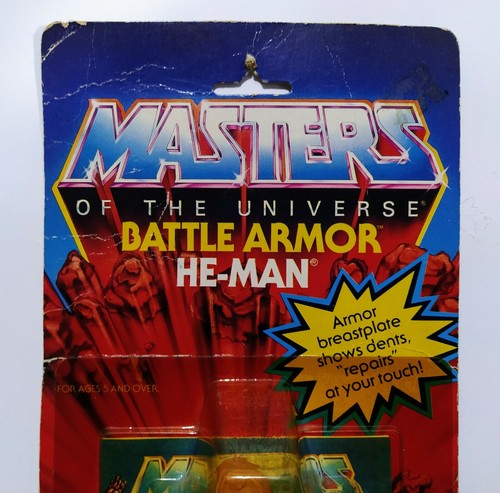 MASTERS
OF THE UNIVERSE®
BATTLE ARMOR™
HE-MAN®
Armor
breastplate
shows dents,
"repairs"
at your touch!
FOR AGES 5 AND OVER